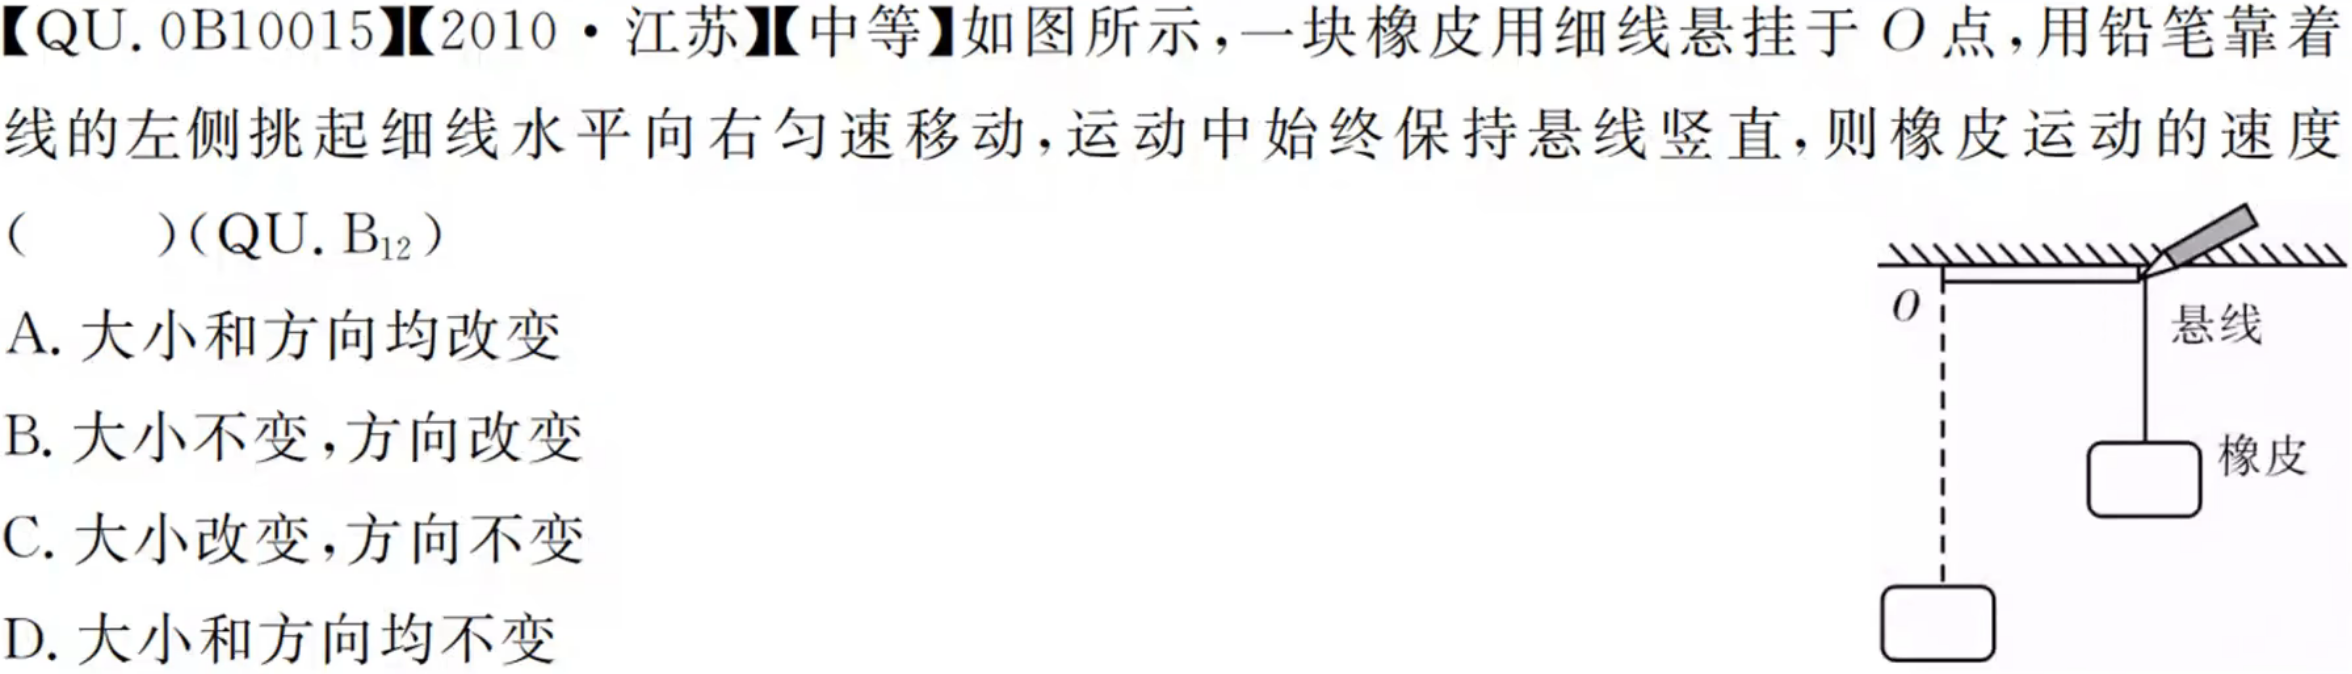 【QU.0B10015】【2010·江苏】【中等】如图所示,一块橡皮用细线悬挂于O点,用铅笔靠着
线的左侧挑起细线水平向右匀速移动,运动中始终保持悬线竖直,则橡皮运动的速度
(  )(QU.B₁₂)
A.大小和方向均改变
B.大小不变,方向改变
C.大小改变,方向不变
D.大小和方向均不变
O
悬线
橡皮